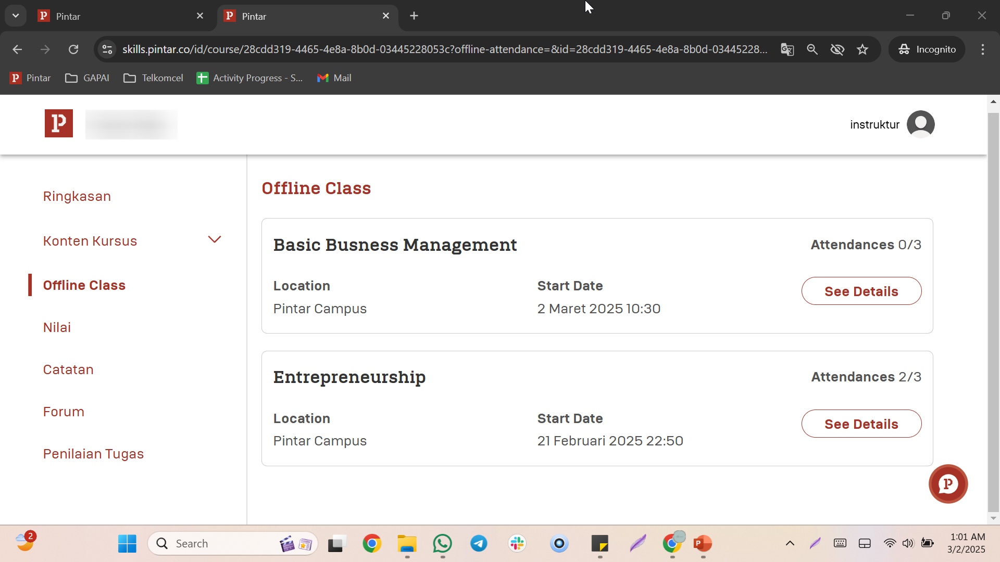 Pintar
Pintar
skills.pintar.co/id/course/28cdd319-4465-4e8a-8b0d-03445228053c?offline-attendance=&id=28cdd319-4465-4e8a-8b0d-03445228...
Incognito
Pintar
GAPAI
Telkomcel
Activity Progress - S...
Mail
instruktur
Ringkasan
Konten Kursus
Offline Class
Nilai
Catatan
Forum
Penilaian Tugas
Offline Class
Basic Busness Management
Attendances 0/3
Location
Start Date
See Details
Pintar Campus
2 Maret 2025 10:30
Entrepreneurship
Attendances 2/3
Location
Start Date
See Details
Pintar Campus
21 Februari 2025 22:50
2
Search
1:01 AM
3/2/2025